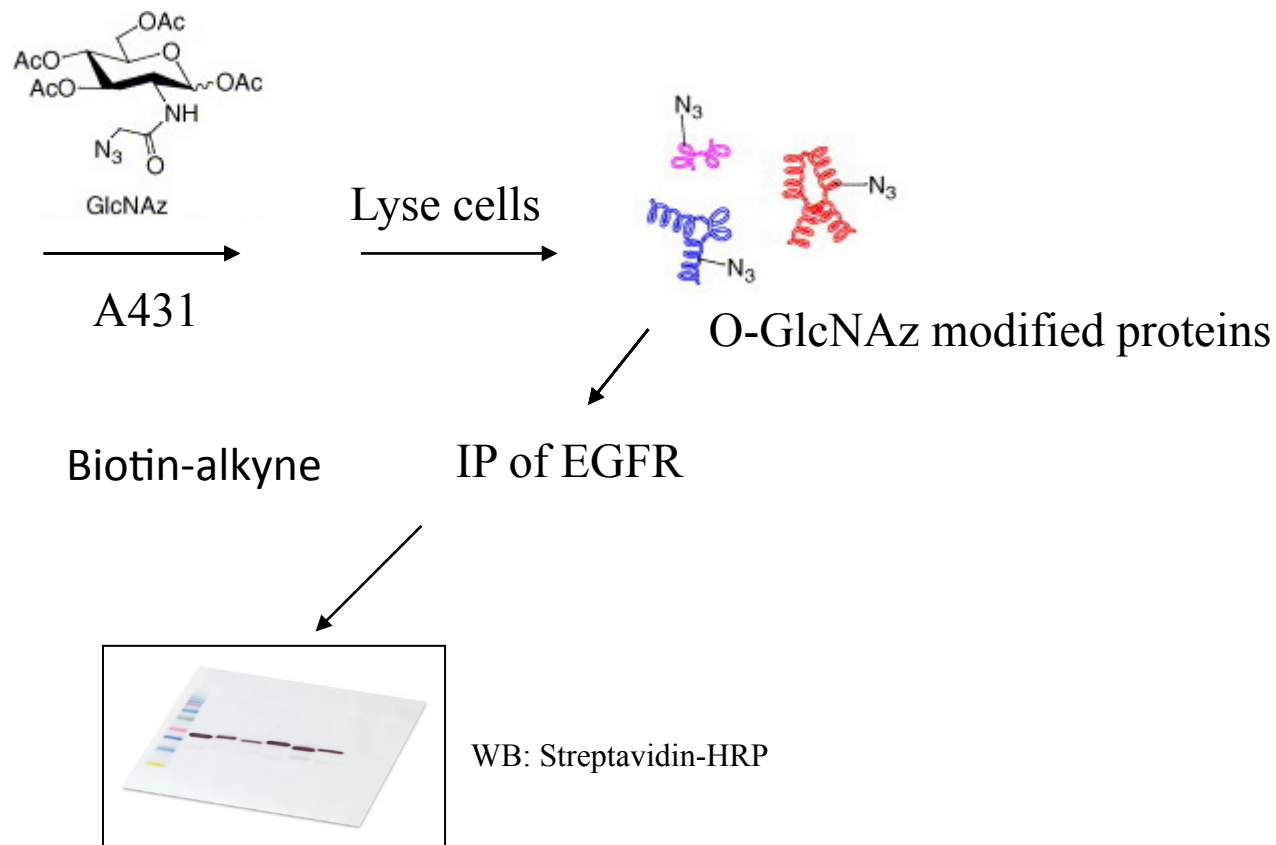 OAc
AcO
O
AcO
OAc
NH
N3
O
GlcNAz
N3
N3
N3
Lyse cells
A431
O-GlcNAz modified proteins
Biotin-alkyne
IP of EGFR
WB: Streptavidin-HRP